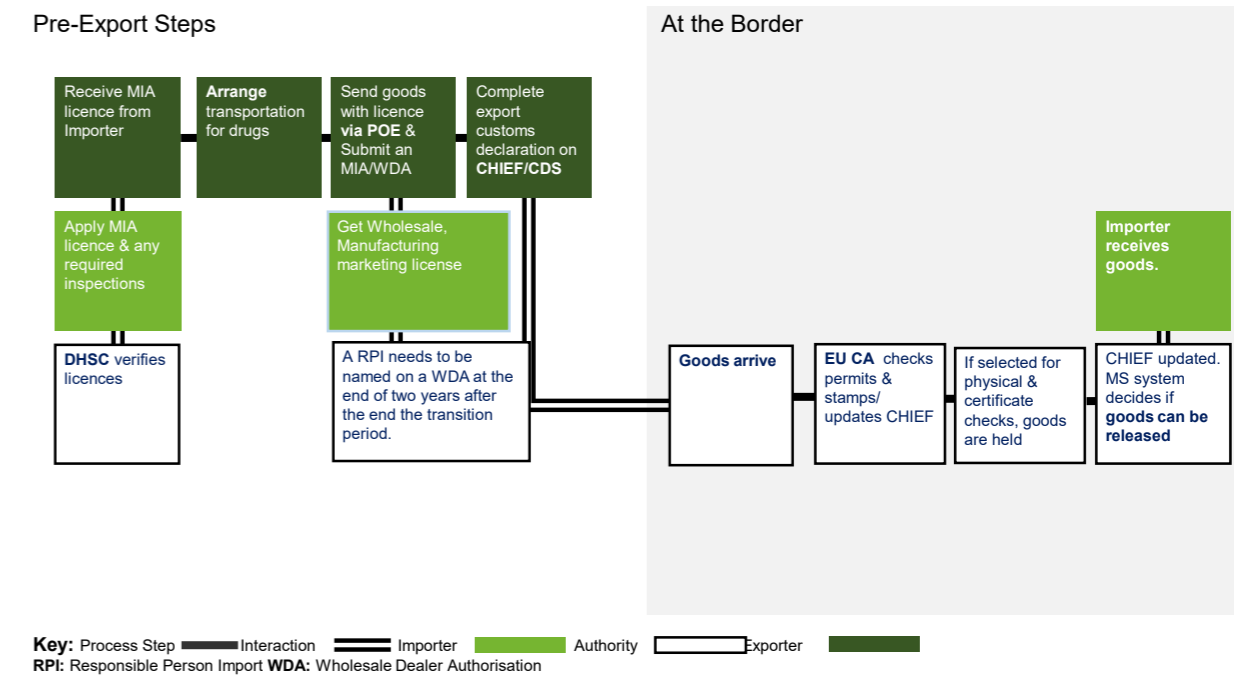 Pre-Export Steps
At the Border
Receive MIA
licence from
Importer
Arrange
transportation
for drugs
Send goods
with licence
via POE &
Submit an
MIA/WDA
Complete
export
customs
declaration on
CHIEF/CDS
Apply MIA
licence & any
required
inspections
Get Wholesale,
Manufacturing
marketing license
Importer
receives
goods.
DHSC verifies
licences
A RPI needs to be
named on a WDA at the
end of two years after
the end the transition
period.
Goods arrive
EU CA checks
permits &
stamps/
updates CHIEF
If selected for
physical &
certificate
checks, goods
are held
CHIEF updated.
MS system
decides if
goods can be
released
Key: Process Step Interaction Importer Authority Exporter
RPI: Responsible Person Import WDA: Wholesale Dealer Authorisation